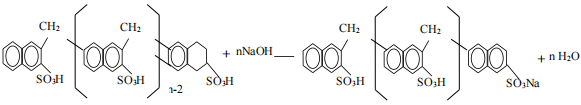 CH₂ CH₂ CH₂ CH₂
+ nNaOH + n H₂O
SO₃H SO₃H SO₃H SO₃H SO₃H SO₃Na
n-2